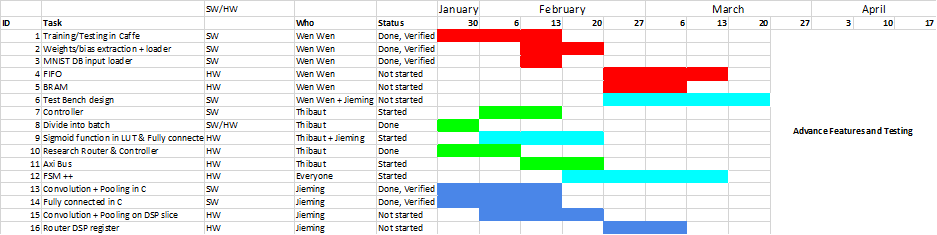 SW/HW January February March April
ID Task Who Status 30 6 13 20 27 6 13 20 27 3 10 17
1 Training/Testing in Caffe SW Wen Wen Done, Verified
2 Weights/bias extraction + loader SW Wen Wen Done, Verified
3 MNIST DB input loader SW Wen Wen Done, Verified
4 FIFO HW Wen Wen Not started
5 BRAM HW Wen Wen Not started
6 Test Bench design SW Wen Wen + Jieming Not started
7 Controller SW Thibaut Started
8 Divide into batch SW/HW Thibaut Done
Advance Features and Testing
9 Sigmoid function in LUT & Fully connecte HW Thibaut + Jieming Started
10 Research Router & Controller HW Thibaut Done
11 Axi Bus HW Thibaut Started
12 FSM ++ HW Everyone Started
13 Convolution + Pooling in C SW Jieming Done, Verified
14 Fully connected in C SW Jieming Done, Verified
15 Convolution + Pooling on DSP slice HW Jieming Not started
16 Router DSP register HW Jieming Not started